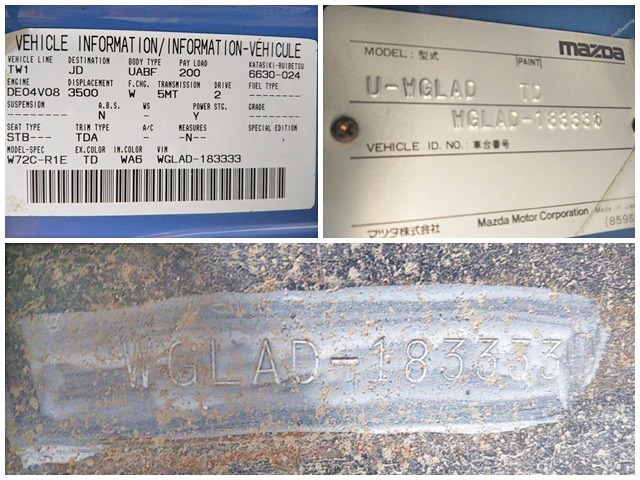 VEHICLE INFORMATION/INFORMATION-VÉHICULE
VEHICLE LINE DESTINATION BODY TYPE PAY LOAD KATASIKI-RUIBETSU
TW1 JD UABF 200 6630-024
ENGINE DISPLACEMENT F.CHG. TRANSMISSION DRIVE FUEL TYPE
DE04V08 3500 - W- 5MT 2 ---
SUSPENSION A.B.S. WS POWER STG. GRADE
--- N - Y ---
SEAT TYPE TRIM TYPE A/C MEASURES SPECIAL EDITION
STB--- TDA --- -N-- ---
MODEL-SPEC EX.COLOR IN.COLOR VIN
W72C-R1E TD WA6 WGLAD-183333
MODEL: 型式 PAINT mazda
U-WGLAD TD
WGLAD-183333
VEHICLE ID. NO.: 車台番号
マツダ株式会社 Mazda Motor Corporation Made in
(8595
WGLAD-183333